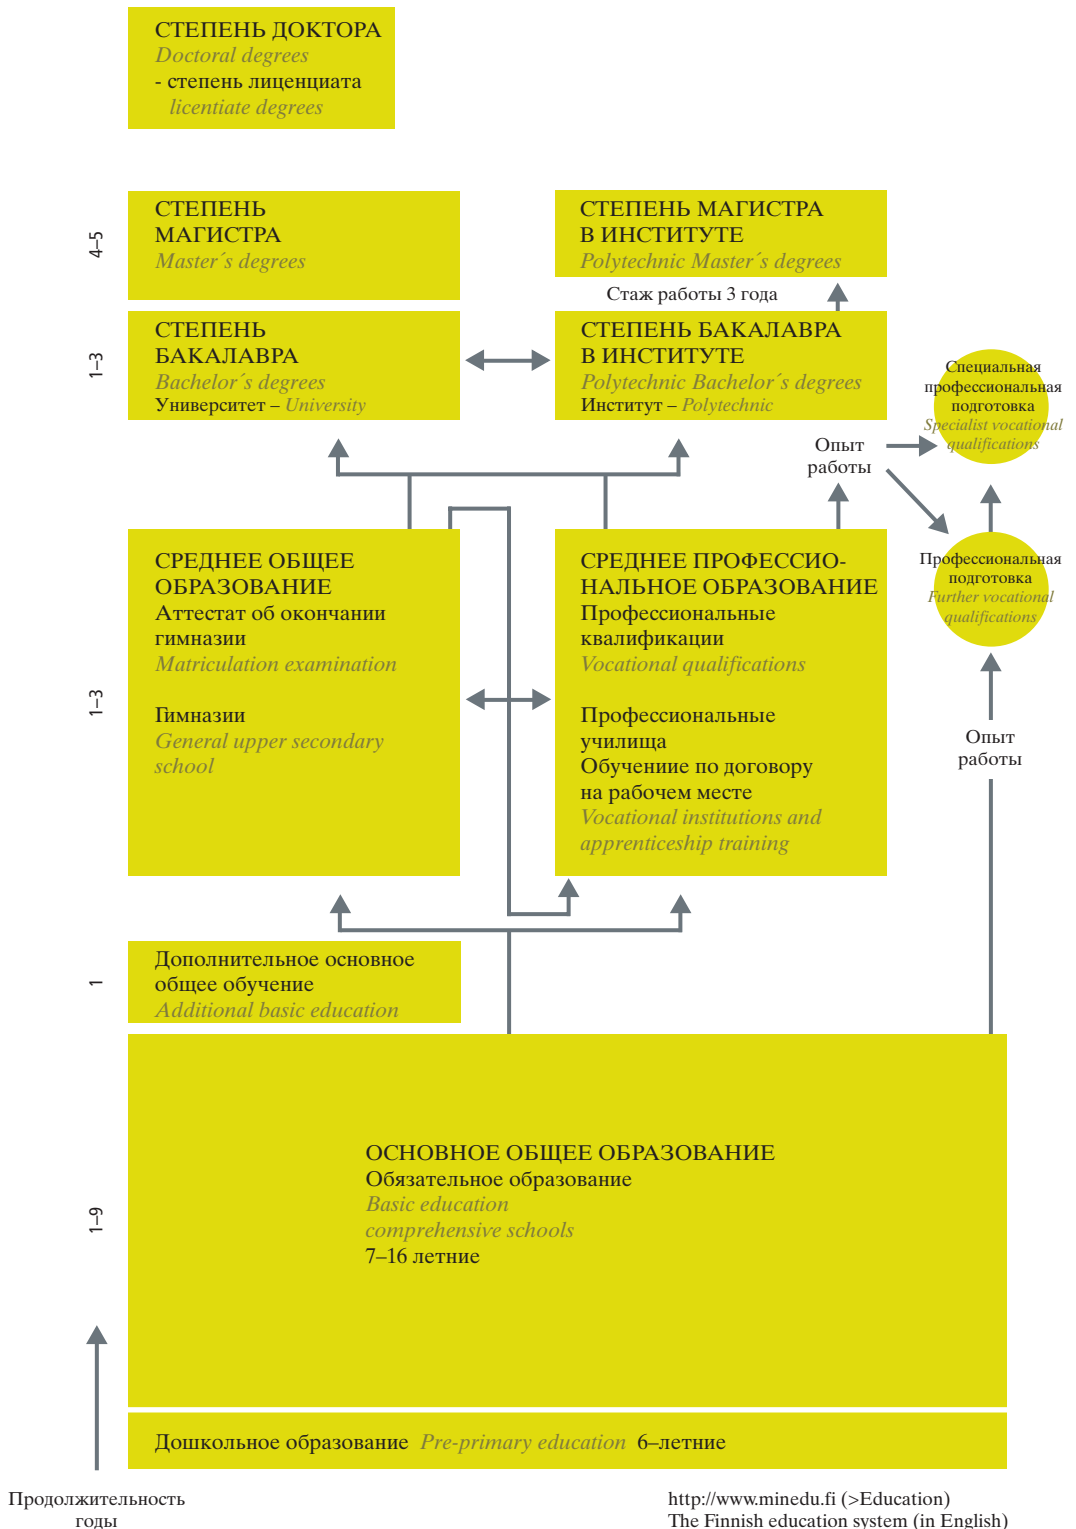 СТЕПЕНЬ ДОКТОРА
Doctoral degrees
- степень лиценциата
licentiate degrees
4–5
СТЕПЕНЬ
МАГИСТРА
Master´s degrees
СТЕПЕНЬ МАГИСТРА
В ИНСТИТУТЕ
Polytechnic Master´s degrees
Стаж работы 3 года
1–3
СТЕПЕНЬ
БАКАЛАВРА
Bachelor´s degrees
Университет – University
СТЕПЕНЬ БАКАЛАВРА
В ИНСТИТУТЕ
Polytechnic Bachelor´s degrees
Институт – Polytechnic
Специальная
профессиональная
подготовка
Specialist vocational
qualifications
Опыт
работы
1–3
СРЕДНЕЕ ОБЩЕЕ
ОБРАЗОВАНИЕ
Аттестат об окончании
гимназии
Matriculation examination
Гимназии
General upper secondary
school
СРЕДНЕЕ ПРОФЕССИО-
НАЛЬНОЕ ОБРАЗОВАНИЕ
Профессиональные
квалификации
Vocational qualifications
Профессиональные
училища
Обучениие по договору
на рабочем месте
Vocational institutions and
apprenticeship training
Профессиональная
подготовка
Further vocational
qualifications
Опыт
работы
1
Дополнительное основное
общее обучение
Additional basic education
1–9
ОСНОВНОЕ ОБЩЕЕ ОБРАЗОВАНИЕ
Обязательное образование
Basic education
comprehensive schools
7–16 летние
Дошкольное образование Pre-primary education 6–летние
Продолжительность
годы
http://www.minedu.fi (>Education)
The Finnish education system (in English)